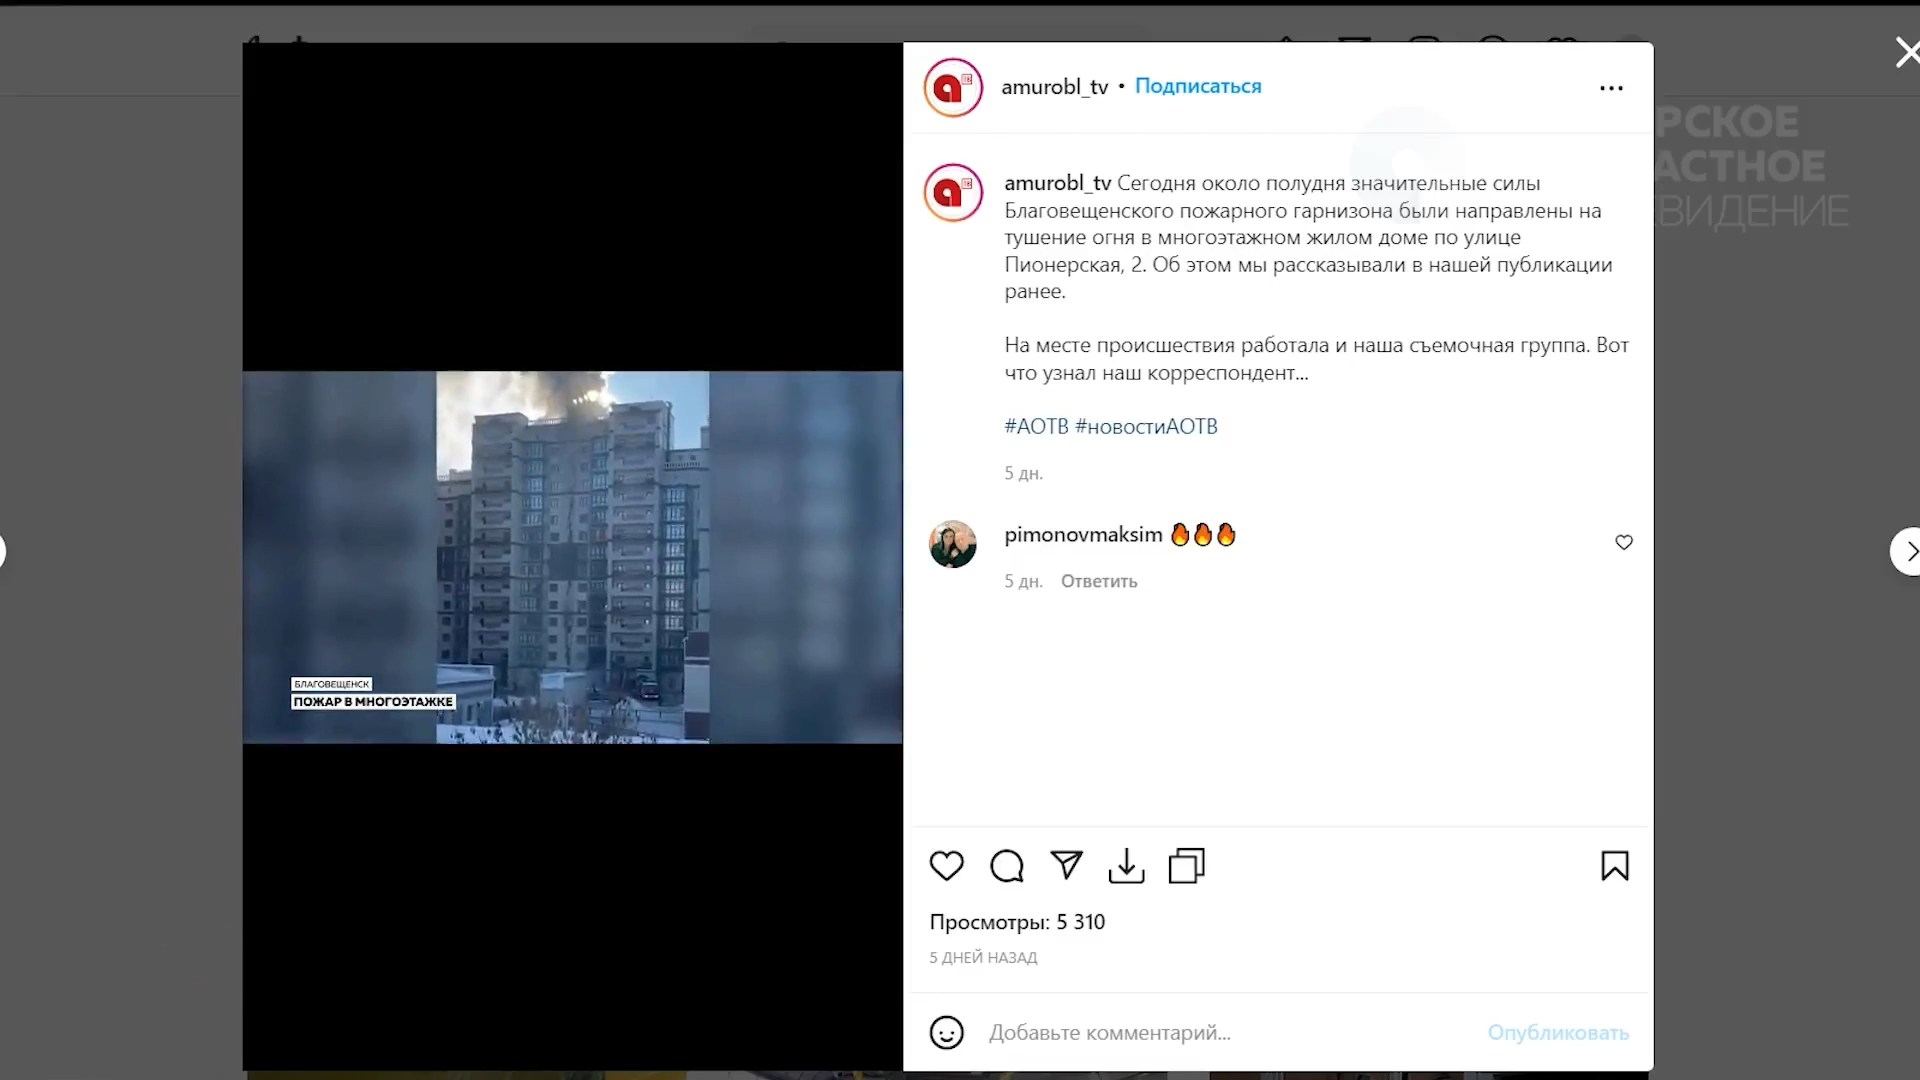 amurobl_tv • Подписаться
РСКОЕ
АСТНОЕ
ЕВИДЕНИЕ
amurobl_tv Сегодня около полудня значительные силы
Благовещенского пожарного гарнизона были направлены на
тушение огня в многоэтажном жилом доме по улице
Пионерская, 2. Об этом мы рассказывали в нашей публикации
ранее.
На месте происшествия работала и наша съемочная группа. Вот
что узнал наш корреспондент...
#АОТВ #новостиАОТВ
5 дн.
pimonovmaksim 🔥🔥🔥
5 дн. Ответить
БЛАГОВЕЩЕНСК
ПОЖАР В МНОГОЭТАЖКЕ
Просмотры: 5 310
5 ДНЕЙ НАЗАД
Добавьте комментарий...
Опубликовать